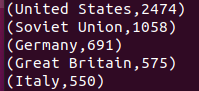 (United States,2474)
(Soviet Union,1058)
(Germany,691)
(Great Britain,575)
(Italy,550)